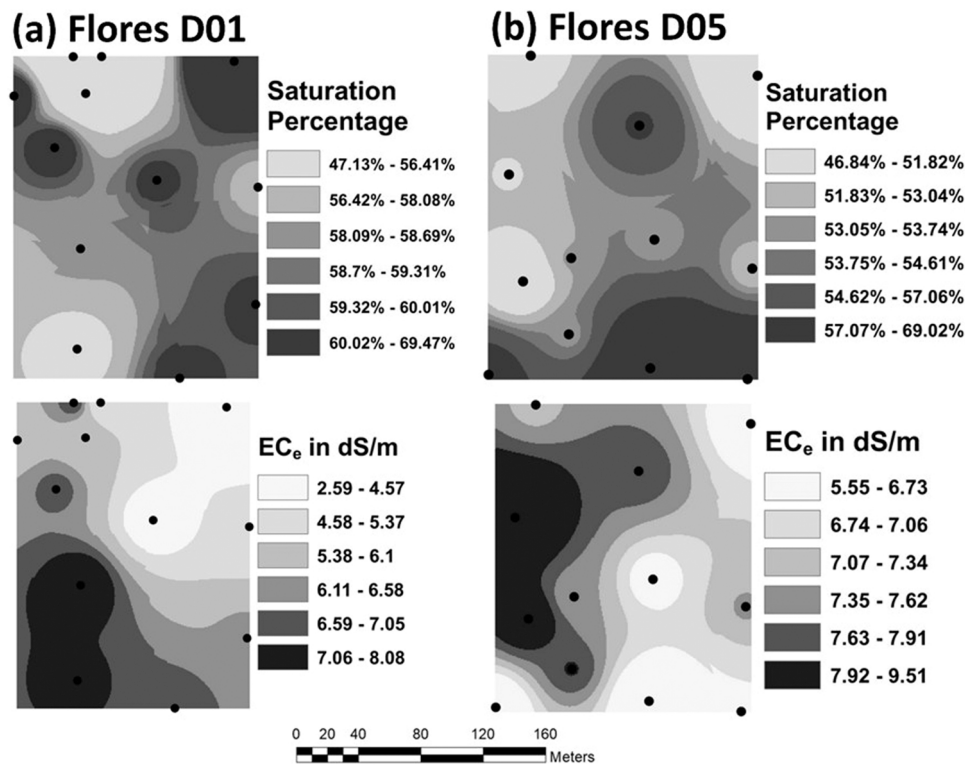 (a) Flores D01
Saturation
Percentage
47.13% - 56.41%
56.42% - 58.08%
58.09% - 58.69%
58.7% - 59.31%
59.32% - 60.01%
60.02% - 69.47%
(b) Flores D05
Saturation
Percentage
46.84% - 51.82%
51.83% - 53.04%
53.05% - 53.74%
53.75% - 54.61%
54.62% - 57.06%
57.07% - 69.02%
ECe in dS/m
2.59 - 4.57
4.58 - 5.37
5.38 - 6.1
6.11 - 6.58
6.59 - 7.05
7.06 - 8.08
ECe in dS/m
5.55 - 6.73
6.74 - 7.06
7.07 - 7.34
7.35 - 7.62
7.63 - 7.91
7.92 - 9.51
0 20 40 80 120 160
Meters